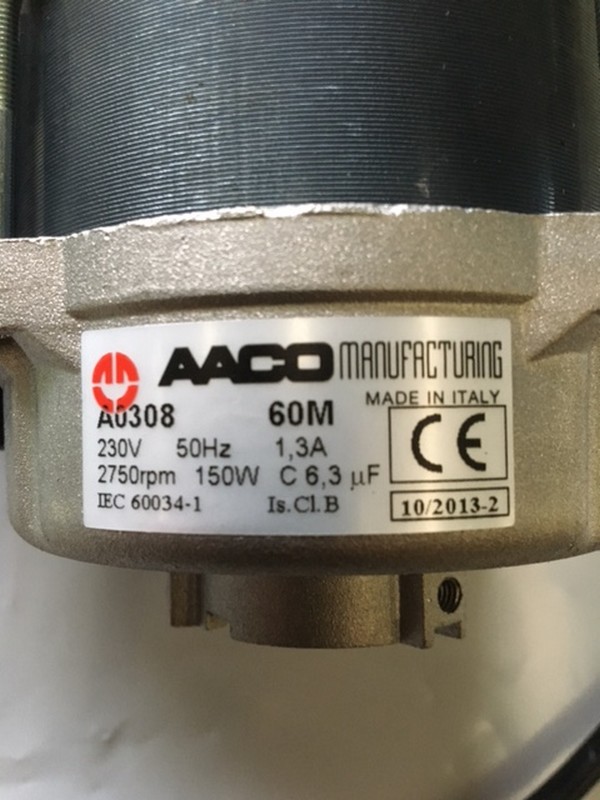 AACO MANUFACTURING
MADE IN ITALY
A0308 60M
230V 50Hz 1,3A
2750rpm 150W C 6,3 µF
CE
IEC 60034-1 Is.Cl.B
10/2013-2